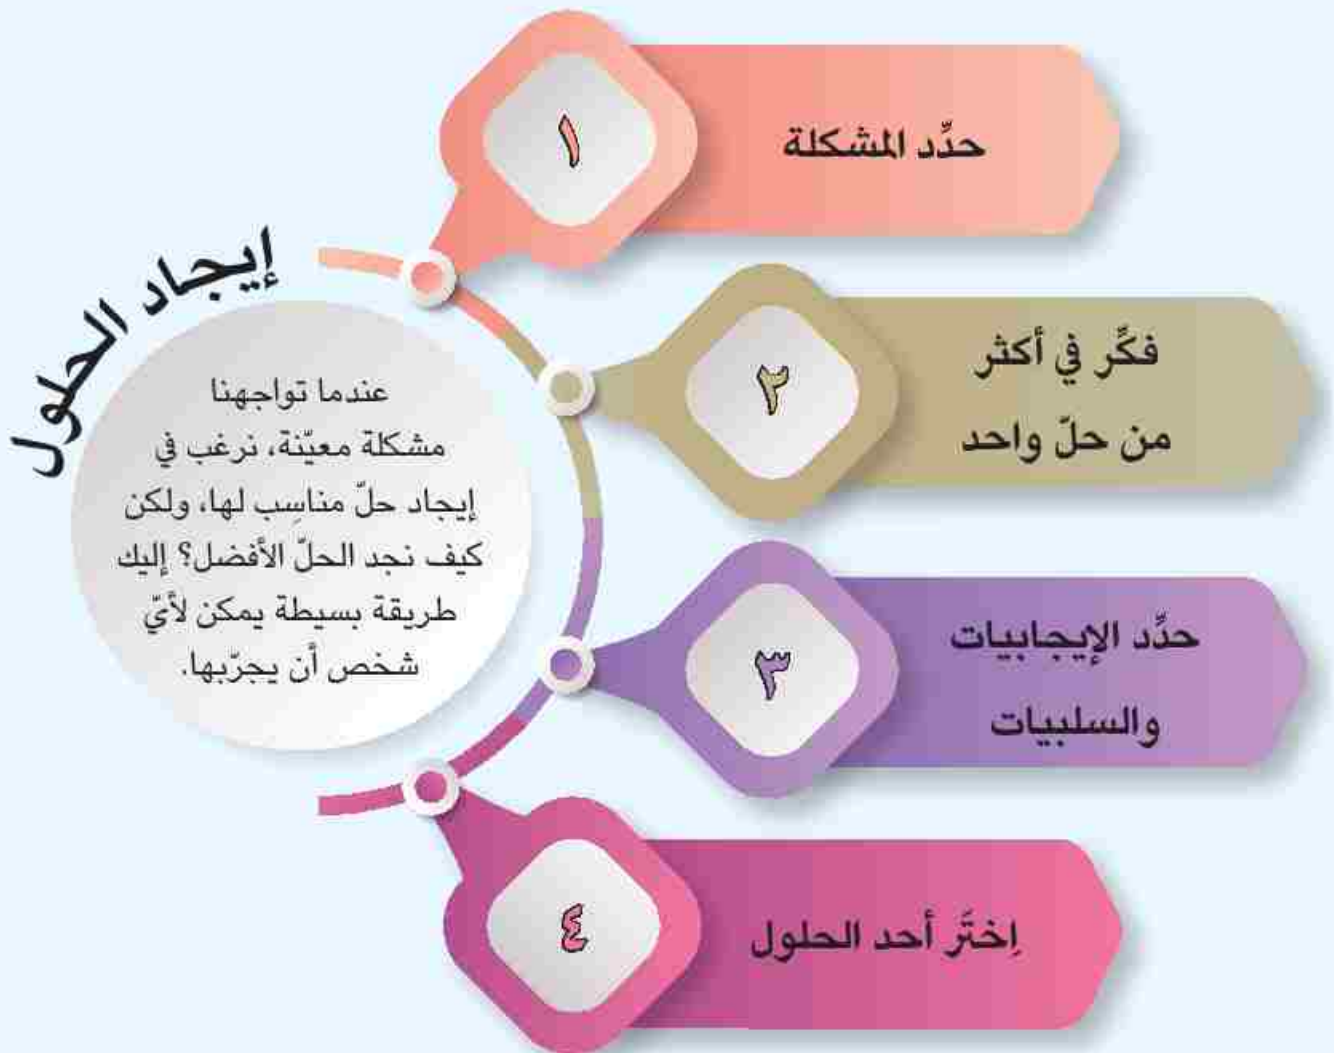 إيجاد الحلول
عندما تواجهنا
مشكلة معيّنة، نرغب في
إيجاد حلّ مناسِب لها، ولكن
كيف نجد الحلّ الأفضل؟ إليك
طريقة بسيطة يمكن لأيّ
شخص أن يجرّبها.
١
حدِّد المشكلة
٢
فكِّر في أكثر
من حلّ واحد
٣
حدِّد الإيجابيات
والسلبيات
٤
اِختَر أحد الحلول